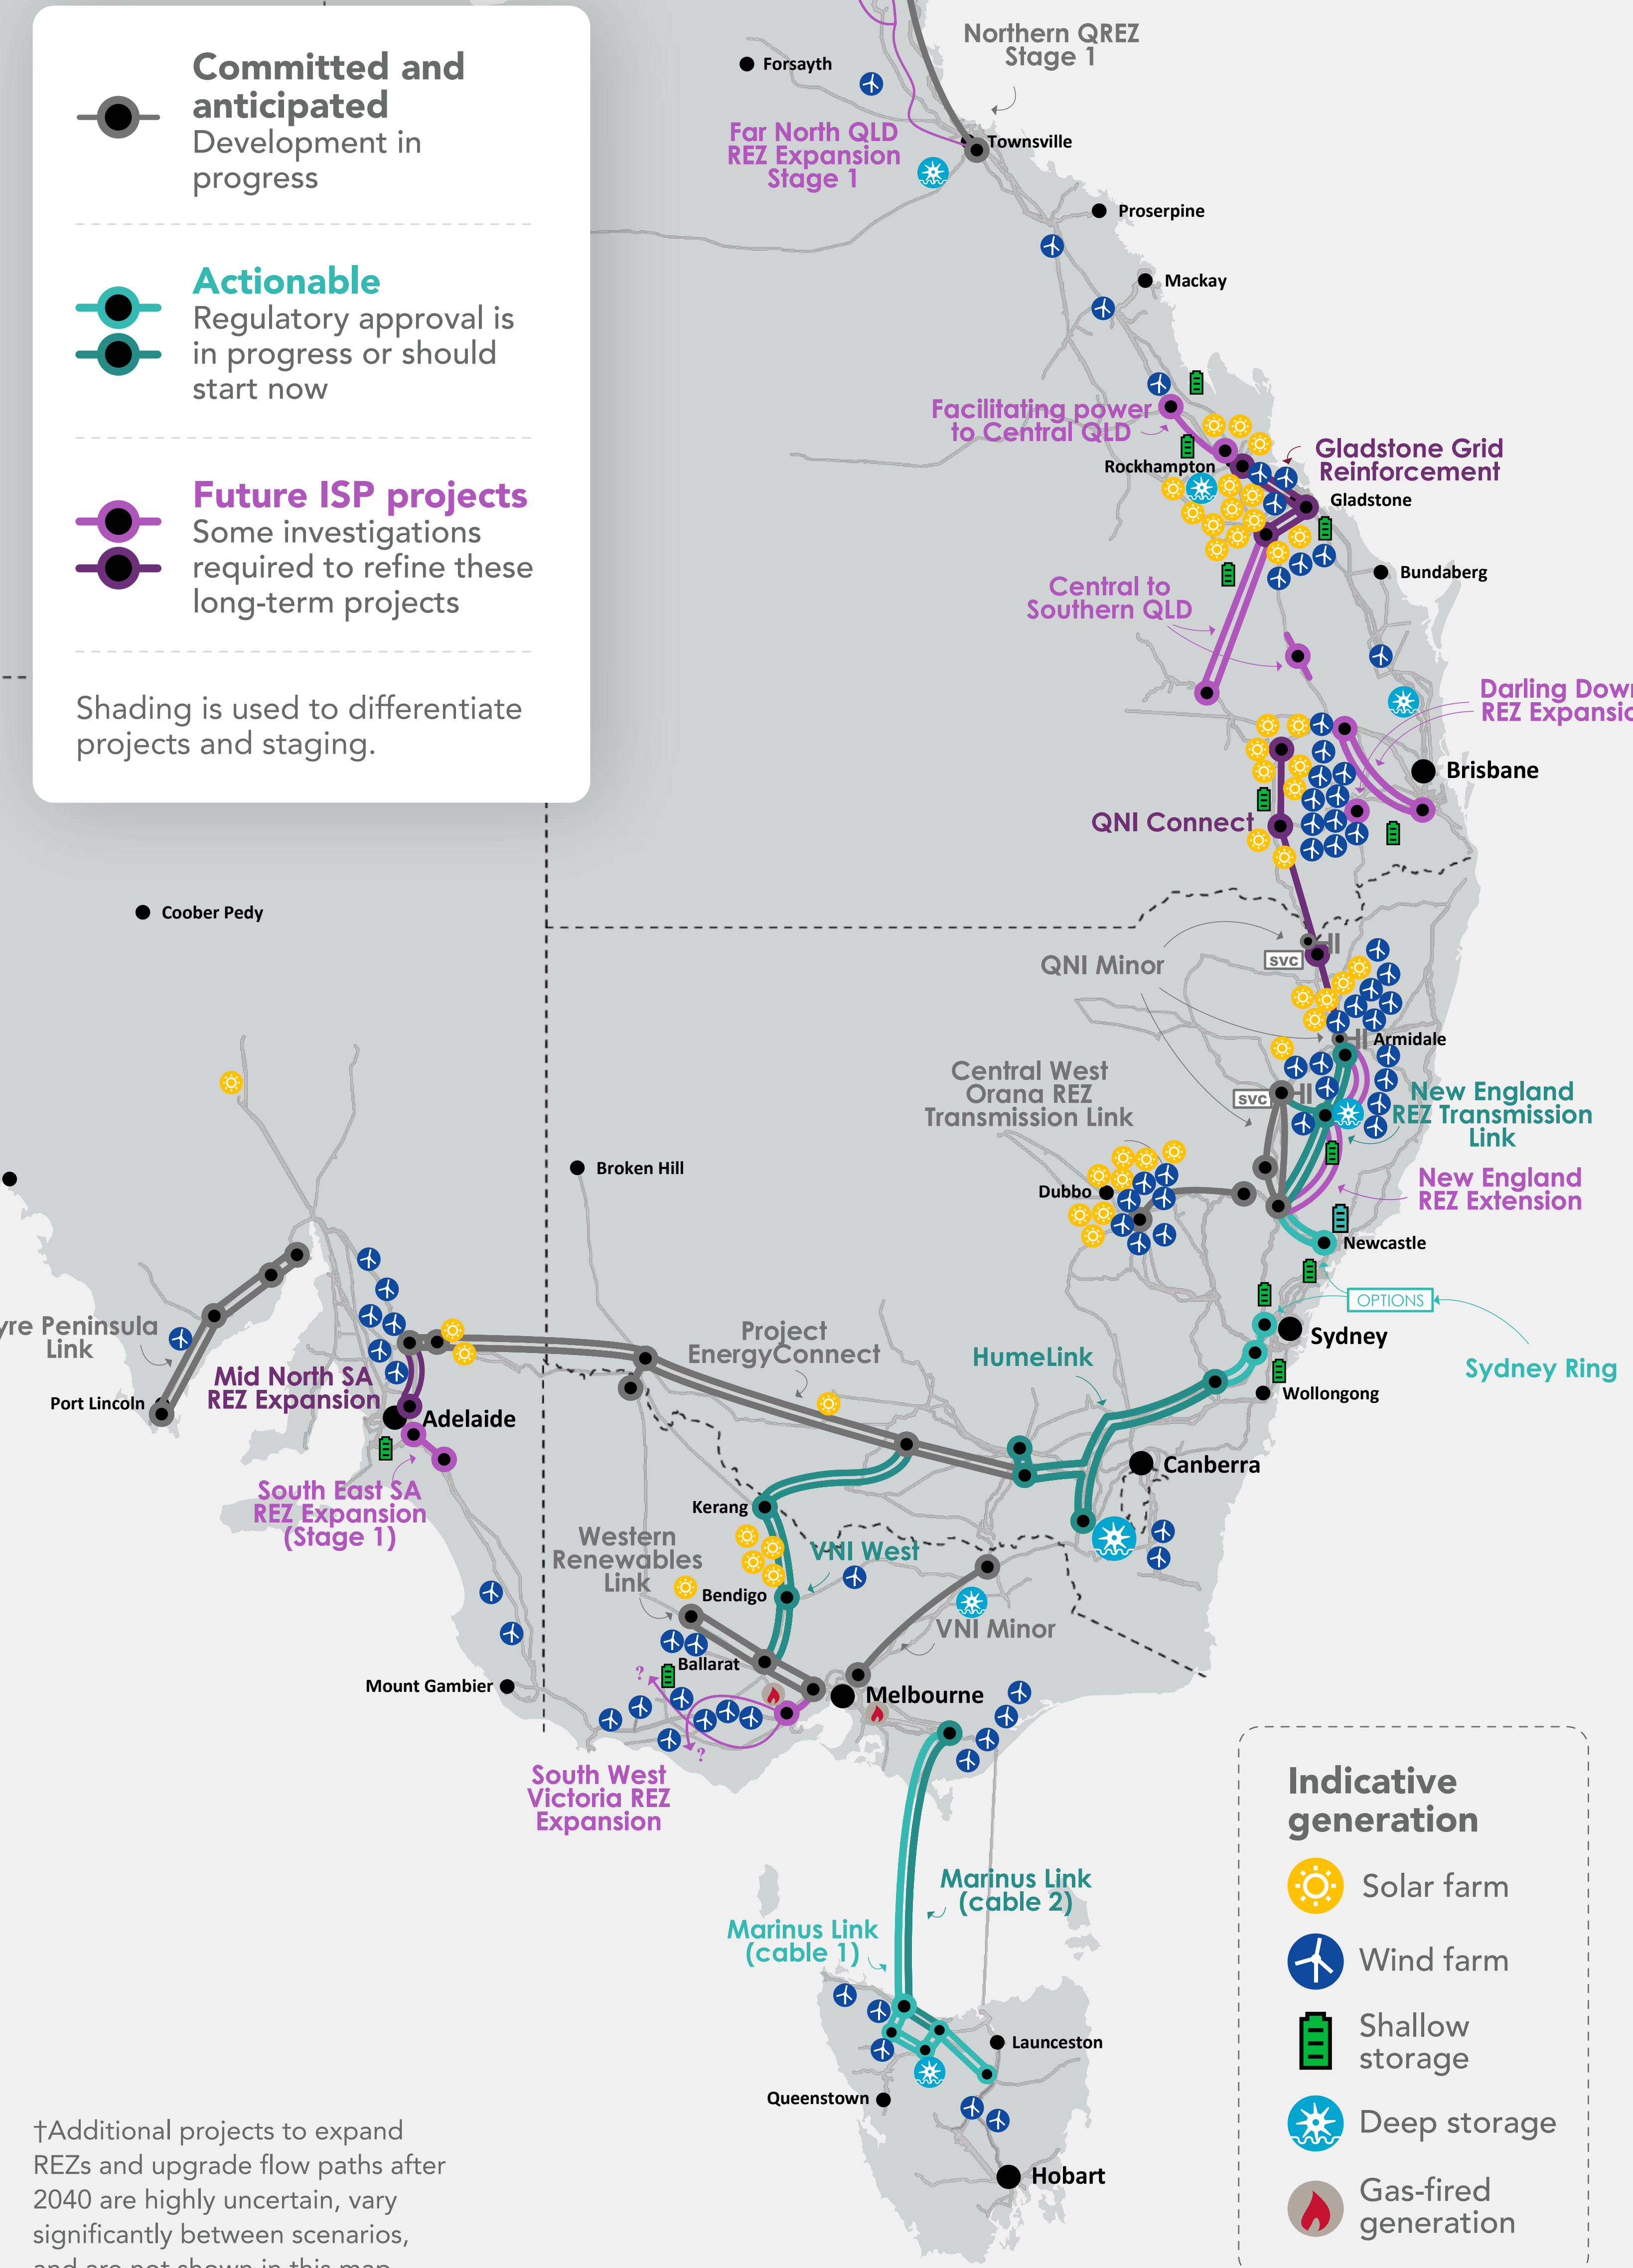 Committed and
anticipated
Development in
progress
Actionable
Regulatory approval is
in progress or should
start now
Future ISP projects
Some investigations
required to refine these
long-term projects
Shading is used to differentiate
projects and staging.
Northern QREZ
Stage 1
Forsayth
Far North QLD
REZ Expansion
Stage 1
Townsville
Proserpine
Mackay
Facilitating power
to Central QLD
Rockhampton
Gladstone Grid
Reinforcement
Gladstone
Central to
Southern QLD
Bundaberg
Darling Dow
REZ Expansio
Brisbane
QNI Connect
Coober Pedy
QNI Minor
svc
Armidale
Central West
Orana REZ
Transmission Link
svc
New England
REZ Transmission
Link
Broken Hill
Dubbo
New England
REZ Extension
Newcastle
OPTIONS
Sydney
Sydney Ring
Wollongong
yre Peninsula
Link
Port Lincoln
Mid North SA
REZ Expansion
Adelaide
Project
EnergyConnect
HumeLink
Canberra
South East SA
REZ Expansion
(Stage 1)
Kerang
Western
Renewables
Link
VNI West
Bendigo
VNI Minor
Ballarat
?
Mount Gambier
Melbourne
?
South West
Victoria REZ
Expansion
Marinus Link
(cable 2)
Marinus Link
(cable 1)
Launceston
Queenstown
Hobart
Indicative
generation
Solar farm
Wind farm
Shallow
storage
Deep storage
Gas-fired
generation
†Additional projects to expand
REZs and upgrade flow paths after
2040 are highly uncertain, vary
significantly between scenarios,
and are not shown in this map